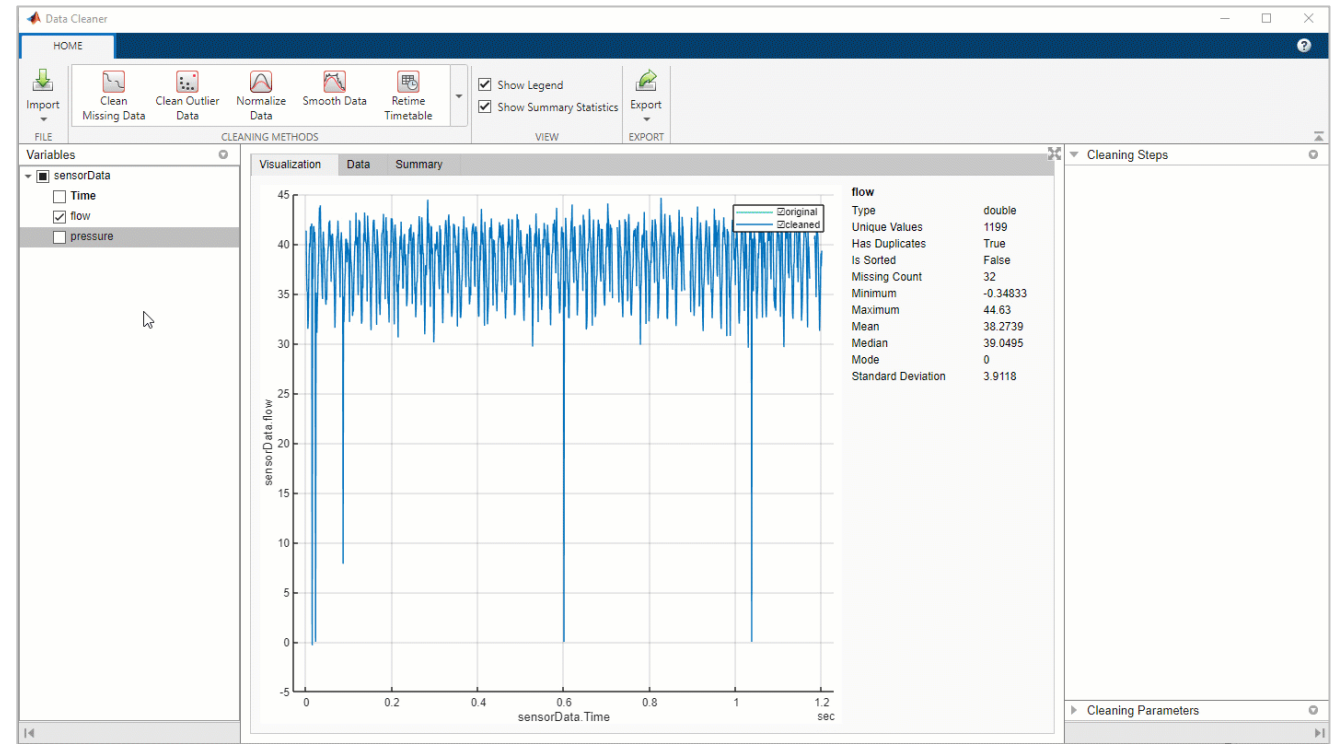 Data Cleaner
HOME
Import
Clean Missing Data
Clean Outlier Data
Normalize Data
Smooth Data
Retime Timetable
Show Legend
Show Summary Statistics
Export
FILE
CLEANING METHODS
VIEW
EXPORT
Variables
sensorData
Time
flow
pressure
Visualization
Data
Summary
45
40
35
30
25
20
15
10
5
0
-5
sensorData.flow
0
0.2
0.4
0.6
0.8
1
1.2
sensorData.Time
sec
original
cleaned
flow
Type double
Unique Values 1199
Has Duplicates True
Is Sorted False
Missing Count 32
Minimum -0.34833
Maximum 44.63
Mean 38.2739
Median 39.0495
Mode 0
Standard Deviation 3.9118
Cleaning Steps
Cleaning Parameters